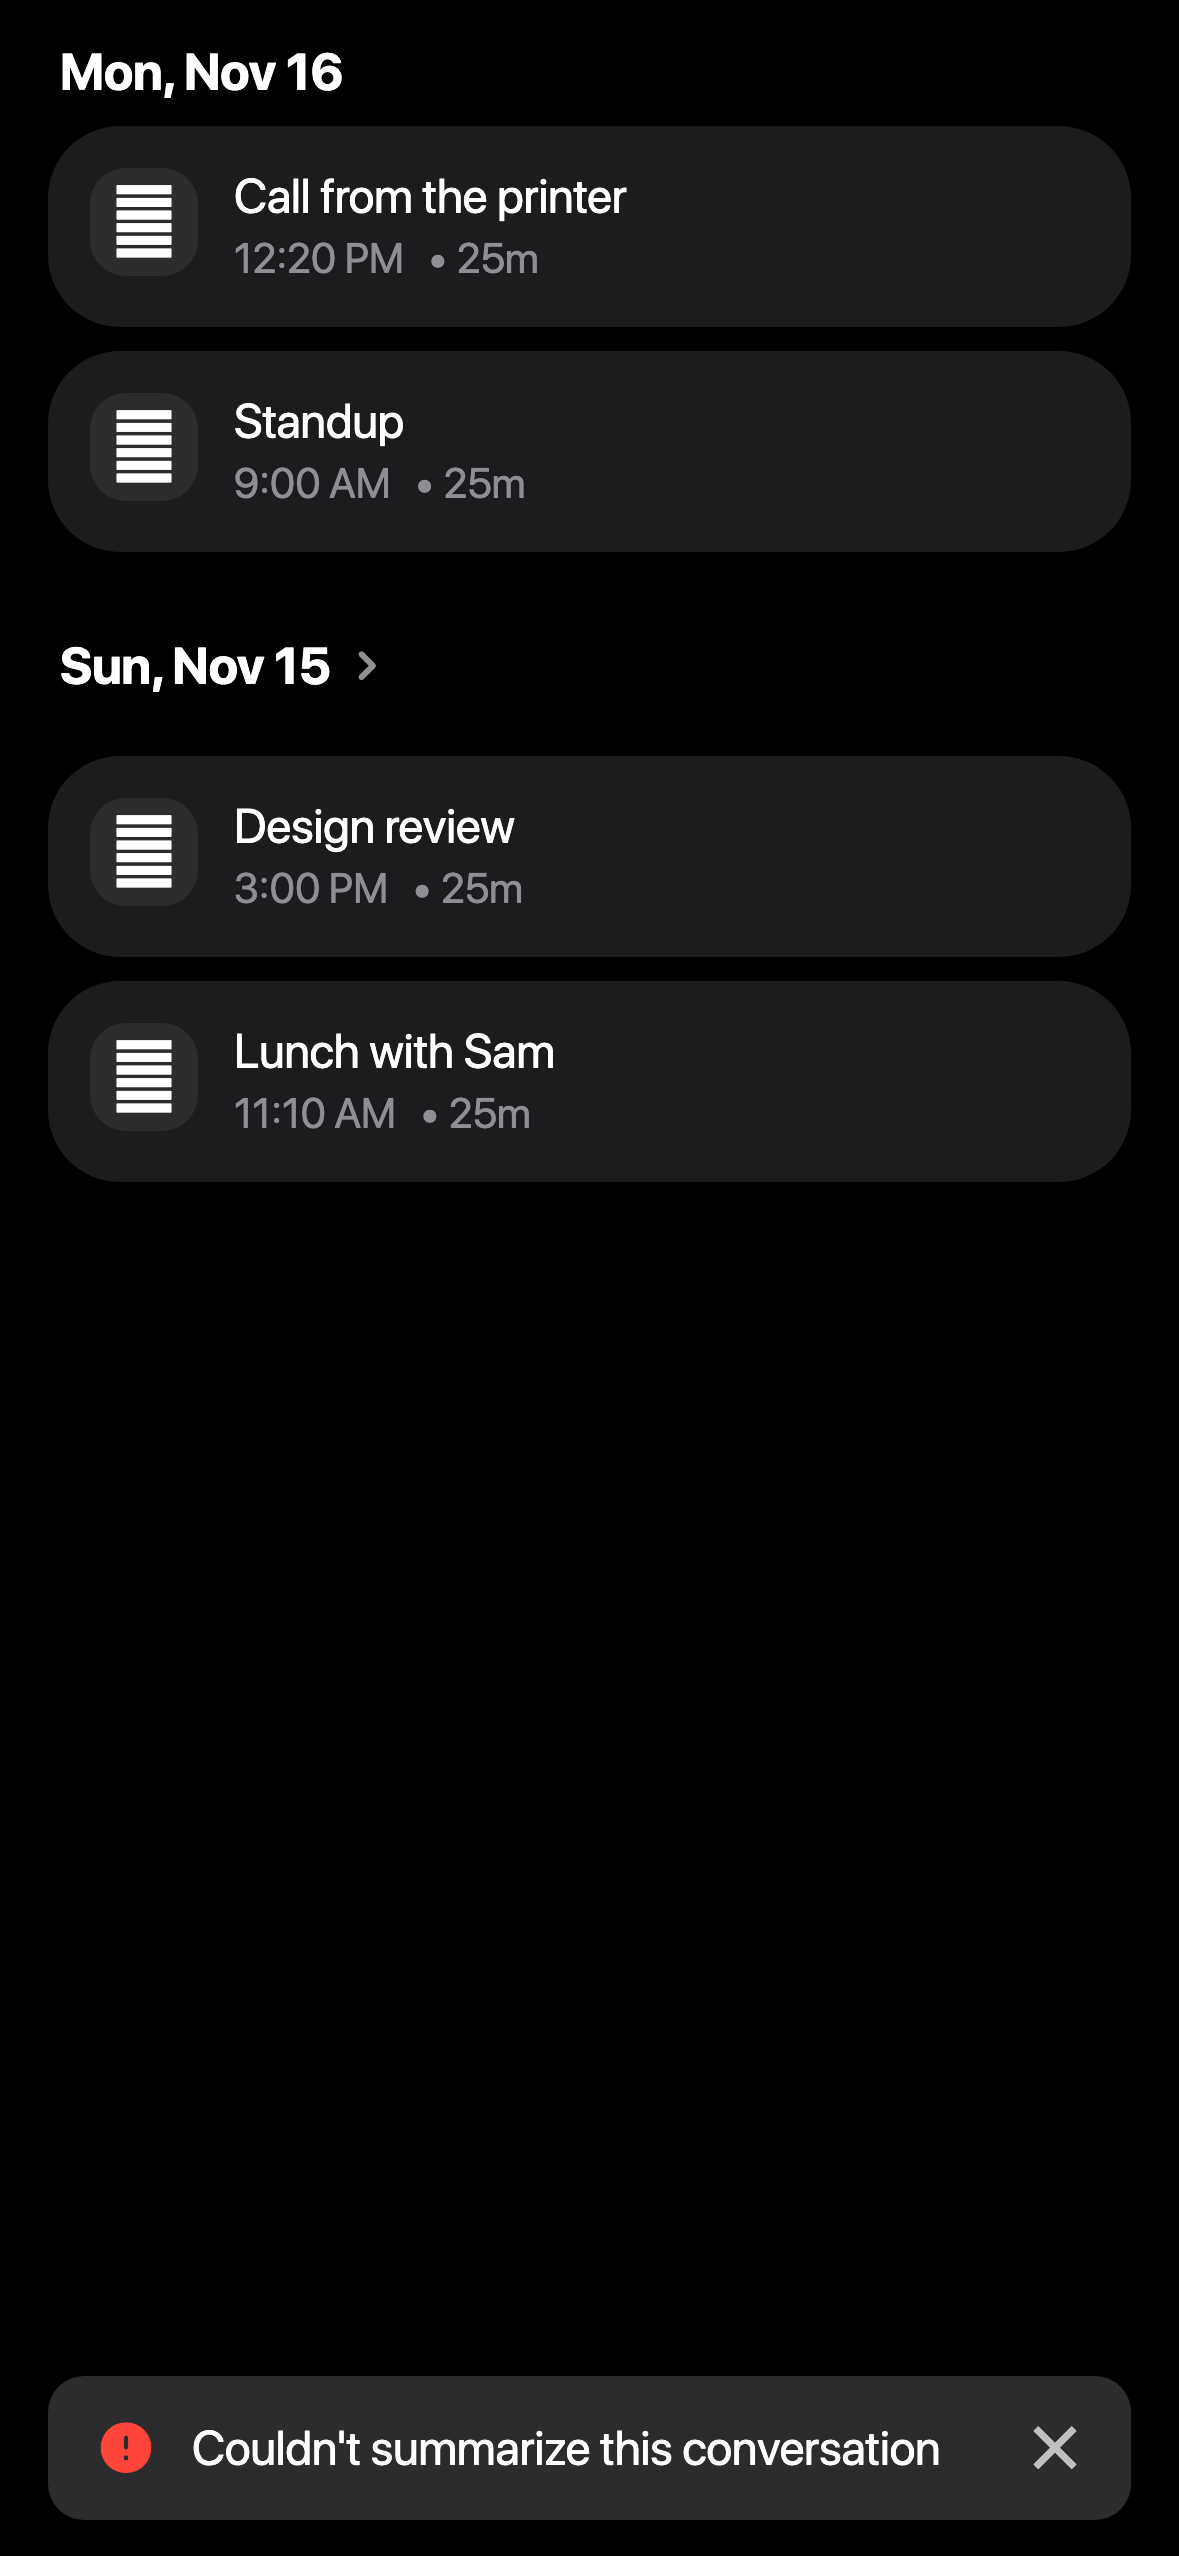 Mon, Nov 16
Call from the printer
12:20 PM • 25m
Standup
9:00 AM • 25m
Sun, Nov 15
Design review
3:00 PM • 25m
Lunch with Sam
11:10 AM • 25m
Couldn't summarize this conversation